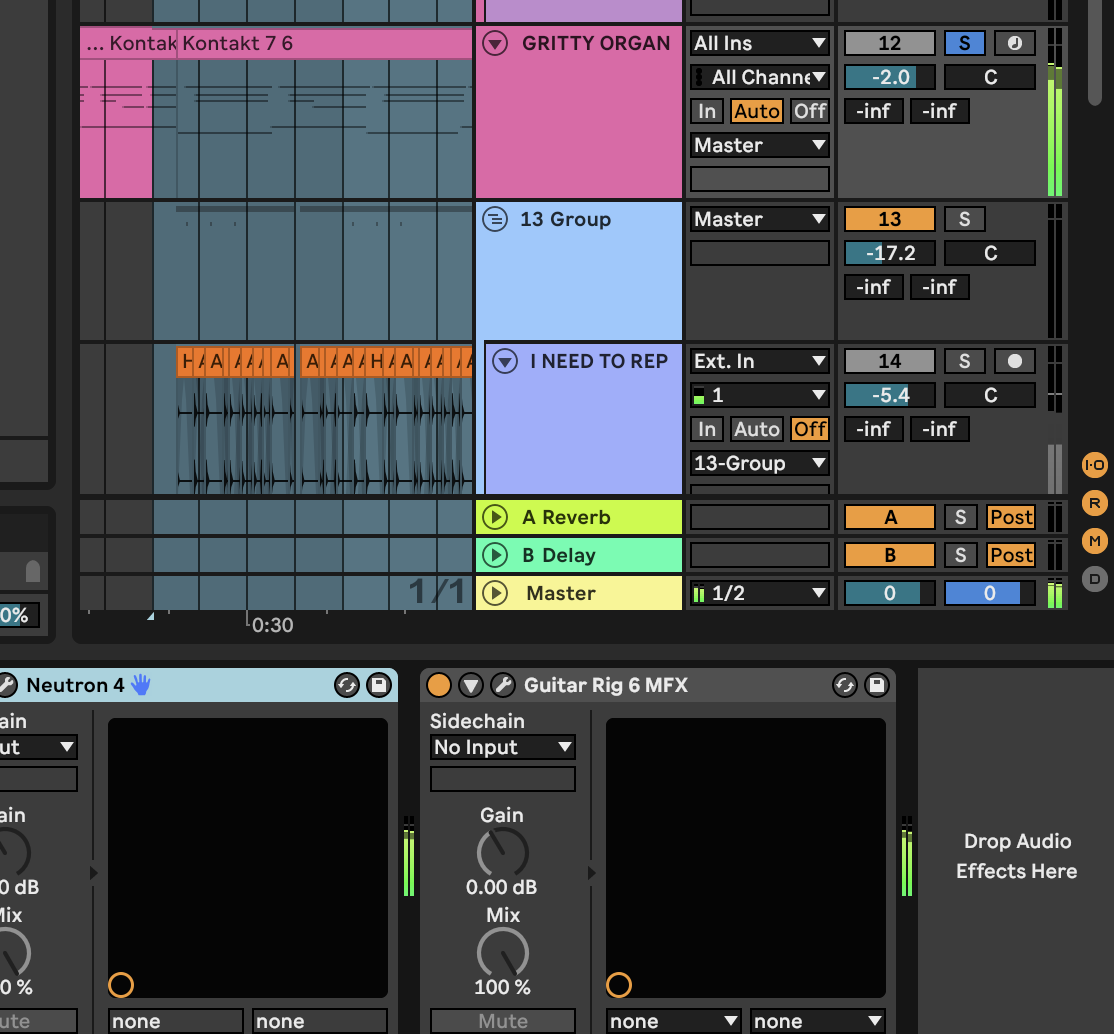 ... Kontak Kontakt 7 6 GRITTY ORGAN All Ins 12 S
All Channe -2.0 C
In Auto Off -inf -inf
Master
13 Group Master 13 S
-17.2 C
-inf -inf
H A A A A A A A A A A A H A A A A A A I NEED TO REP Ext. In 14 S
1 -5.4 C
In Auto Off -inf -inf
13-Group
I·O
R
M
D
A Reverb A S Post
B Delay B S Post
1/1 Master 1/2 0 0
0%
0:30
Neutron 4 Guitar Rig 6 MFX
ain Sidechain
ut No Input
ain Gain
0 dB 0.00 dB
Mix Mix
0 % 100 %
ute none none Mute none none
Drop Audio
Effects Here